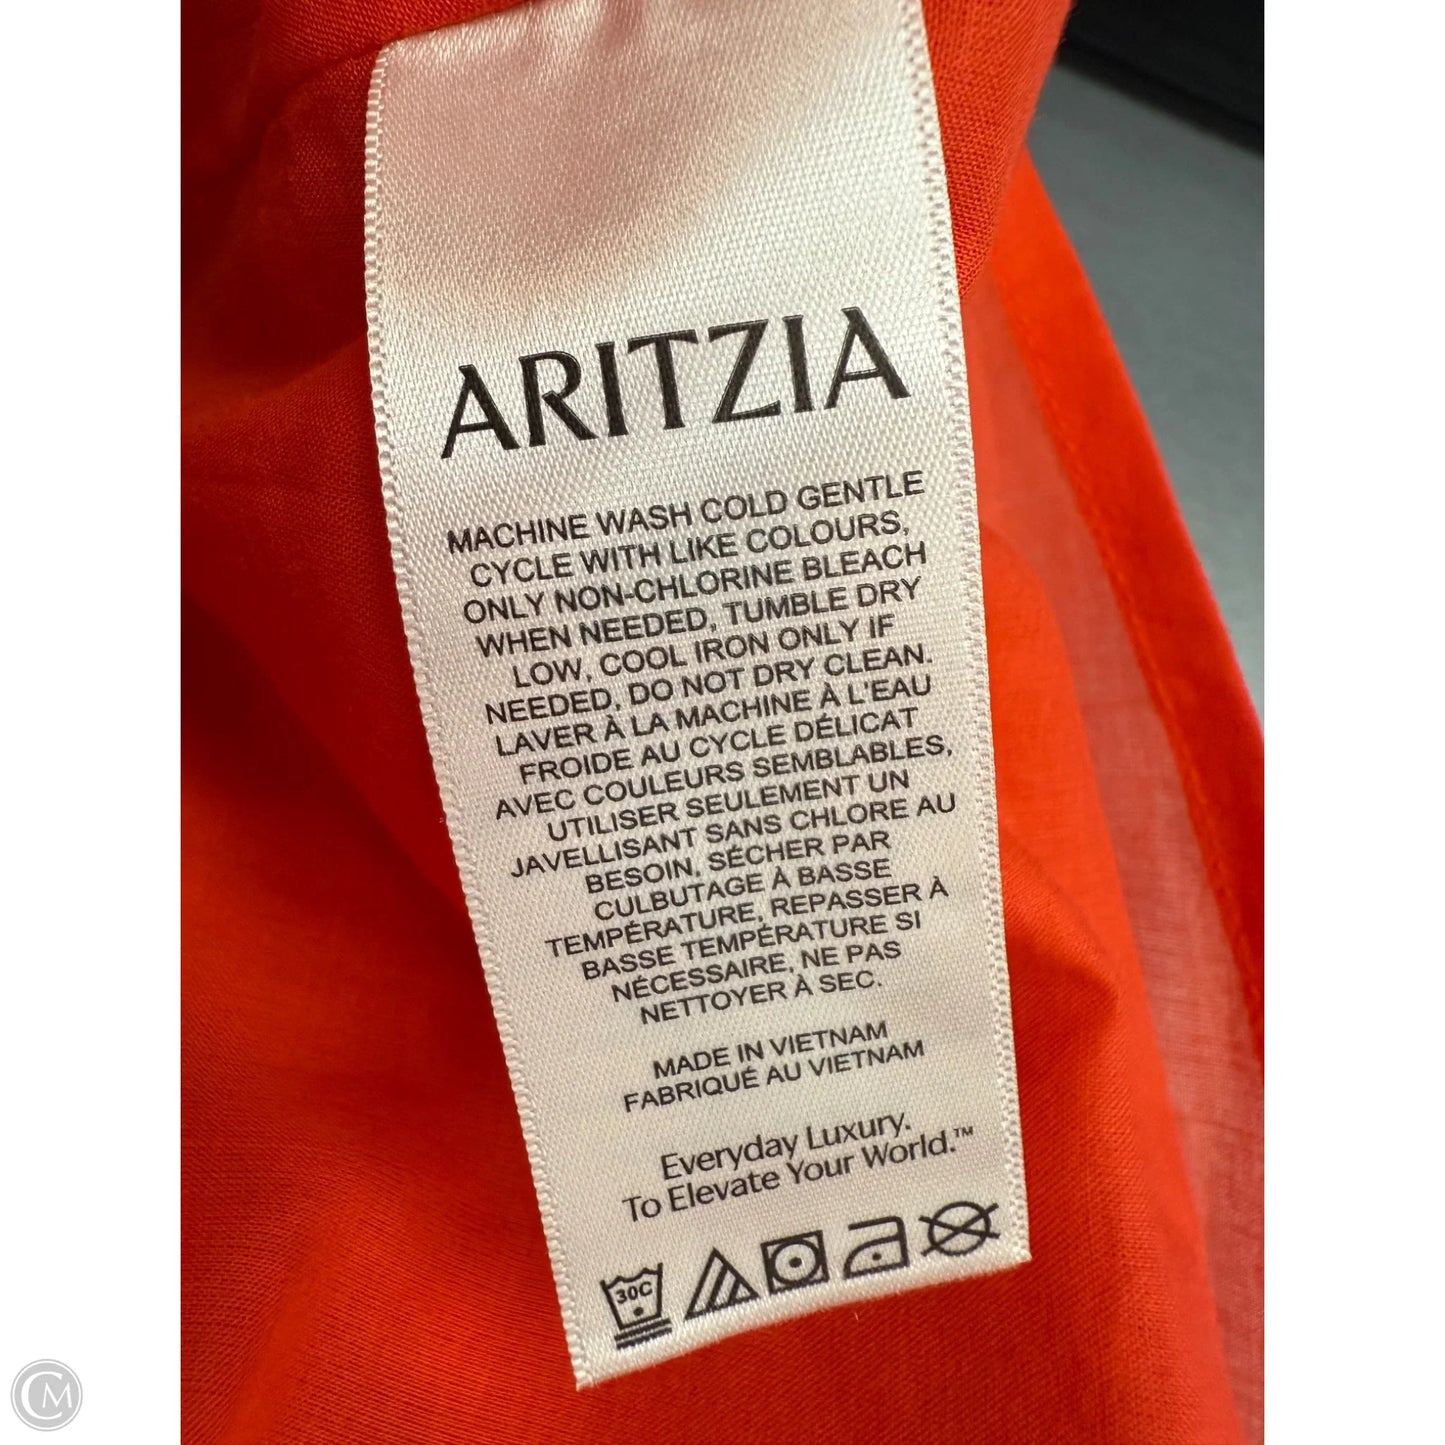 ARITZIA
MACHINE WASH COLD GENTLE
CYCLE WITH LIKE COLOURS,
ONLY NON-CHLORINE BLEACH
WHEN NEEDED, TUMBLE DRY
LOW, COOL IRON ONLY IF
NEEDED, DO NOT DRY CLEAN.
LAVER À LA MACHINE À L'EAU
FROIDE AU CYCLE DÉLICAT
AVEC COULEURS SEMBLABLES,
UTILISER SEULEMENT UN
JAVELLISANT SANS CHLORE AU
BESOIN, SÉCHER PAR
CULBUTAGE À BASSE
TEMPÉRATURE, REPASSER À
BASSE TEMPÉRATURE SI
NÉCESSAIRE, NE PAS
NETTOYER À SEC.
MADE IN VIETNAM
FABRIQUÉ AU VIETNAM
Everyday Luxury.
To Elevate Your World.™
30C
CM